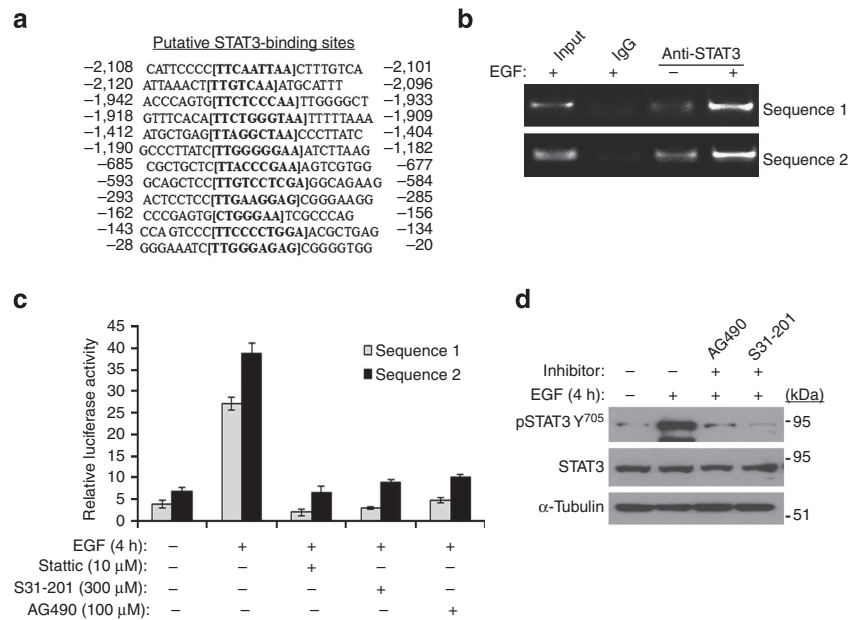 a
Putative STAT3-binding sites
−2,108 CATTCCCC[TTCAATTAA]CTTTGTCA −2,101
−2,120 ATTAAACT[TTGTCAA]ATGCATTT −2,096
−1,942 ACCCAGTG[TTCTCCCAA]TTGGGGCT −1,933
−1,918 GTTTCACA[TTCTGGGTAA]TTTTTAAA −1,909
−1,412 ATGCTGAG[TTAGGCTAA]CCCTTATC −1,404
−1,190 GCCCTTATC[TTGGGGGAA]ATCTTAAG −1,182
−685 CGCTGCTC[TTACCCGAA]AGTCGTGG −677
−593 GCAGCTCC[TTGTCCTCGA]GGCAGAAG −584
−293 ACTCCTCC[TTGAAGGAG]CGGGAAGG −285
−162 CCCGAGTG[CTGGGAA]TCGCCCAG −156
−143 CCA GTCCC[TTCCCCTGGA]ACGCTGAG −134
−28 GGGAAATC[TTGGGAGAG]CGGGGTGG −20
b
Input IgG Anti-STAT3
EGF: + + − +
Sequence 1
Sequence 2
c
Relative luciferase activity
45
40
35
30
25
20
15
10
5
0
Sequence 1
Sequence 2
EGF (4 h): − + + + +
Stattic (10 μM): − − + − −
S31-201 (300 μM): − − − + −
AG490 (100 μM): − − − − +
d
AG490 S31-201
Inhibitor: − − + +
EGF (4 h): − + + + (kDa)
pSTAT3 Y705 -95
-95
STAT3
α-Tubulin
-51